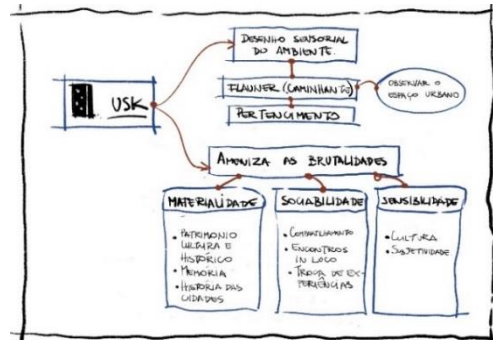 USK
DESENHO SENSORIAL
DO AMBIENTE
FLANNER (CAMINHANTE)
OBSERVAR O
ESPAÇO URBANO
PERTENCIMENTO
AMENIZA AS BRUTALIDADES
MATERIALIDADE
• PATRIMONIO
CULTURA E
HISTÓRICO
• MEMÓRIA
• HISTÓRIA DAS
CIDADES
SOCIABILIDADE
• COMPARTILHAMENTO
• ENCONTROS
IN LOCO
• TROCA DE EX-
PERIÊNCIAS
SENSIBILIDADE
• CULTURA
• SUBJETIVIDADE